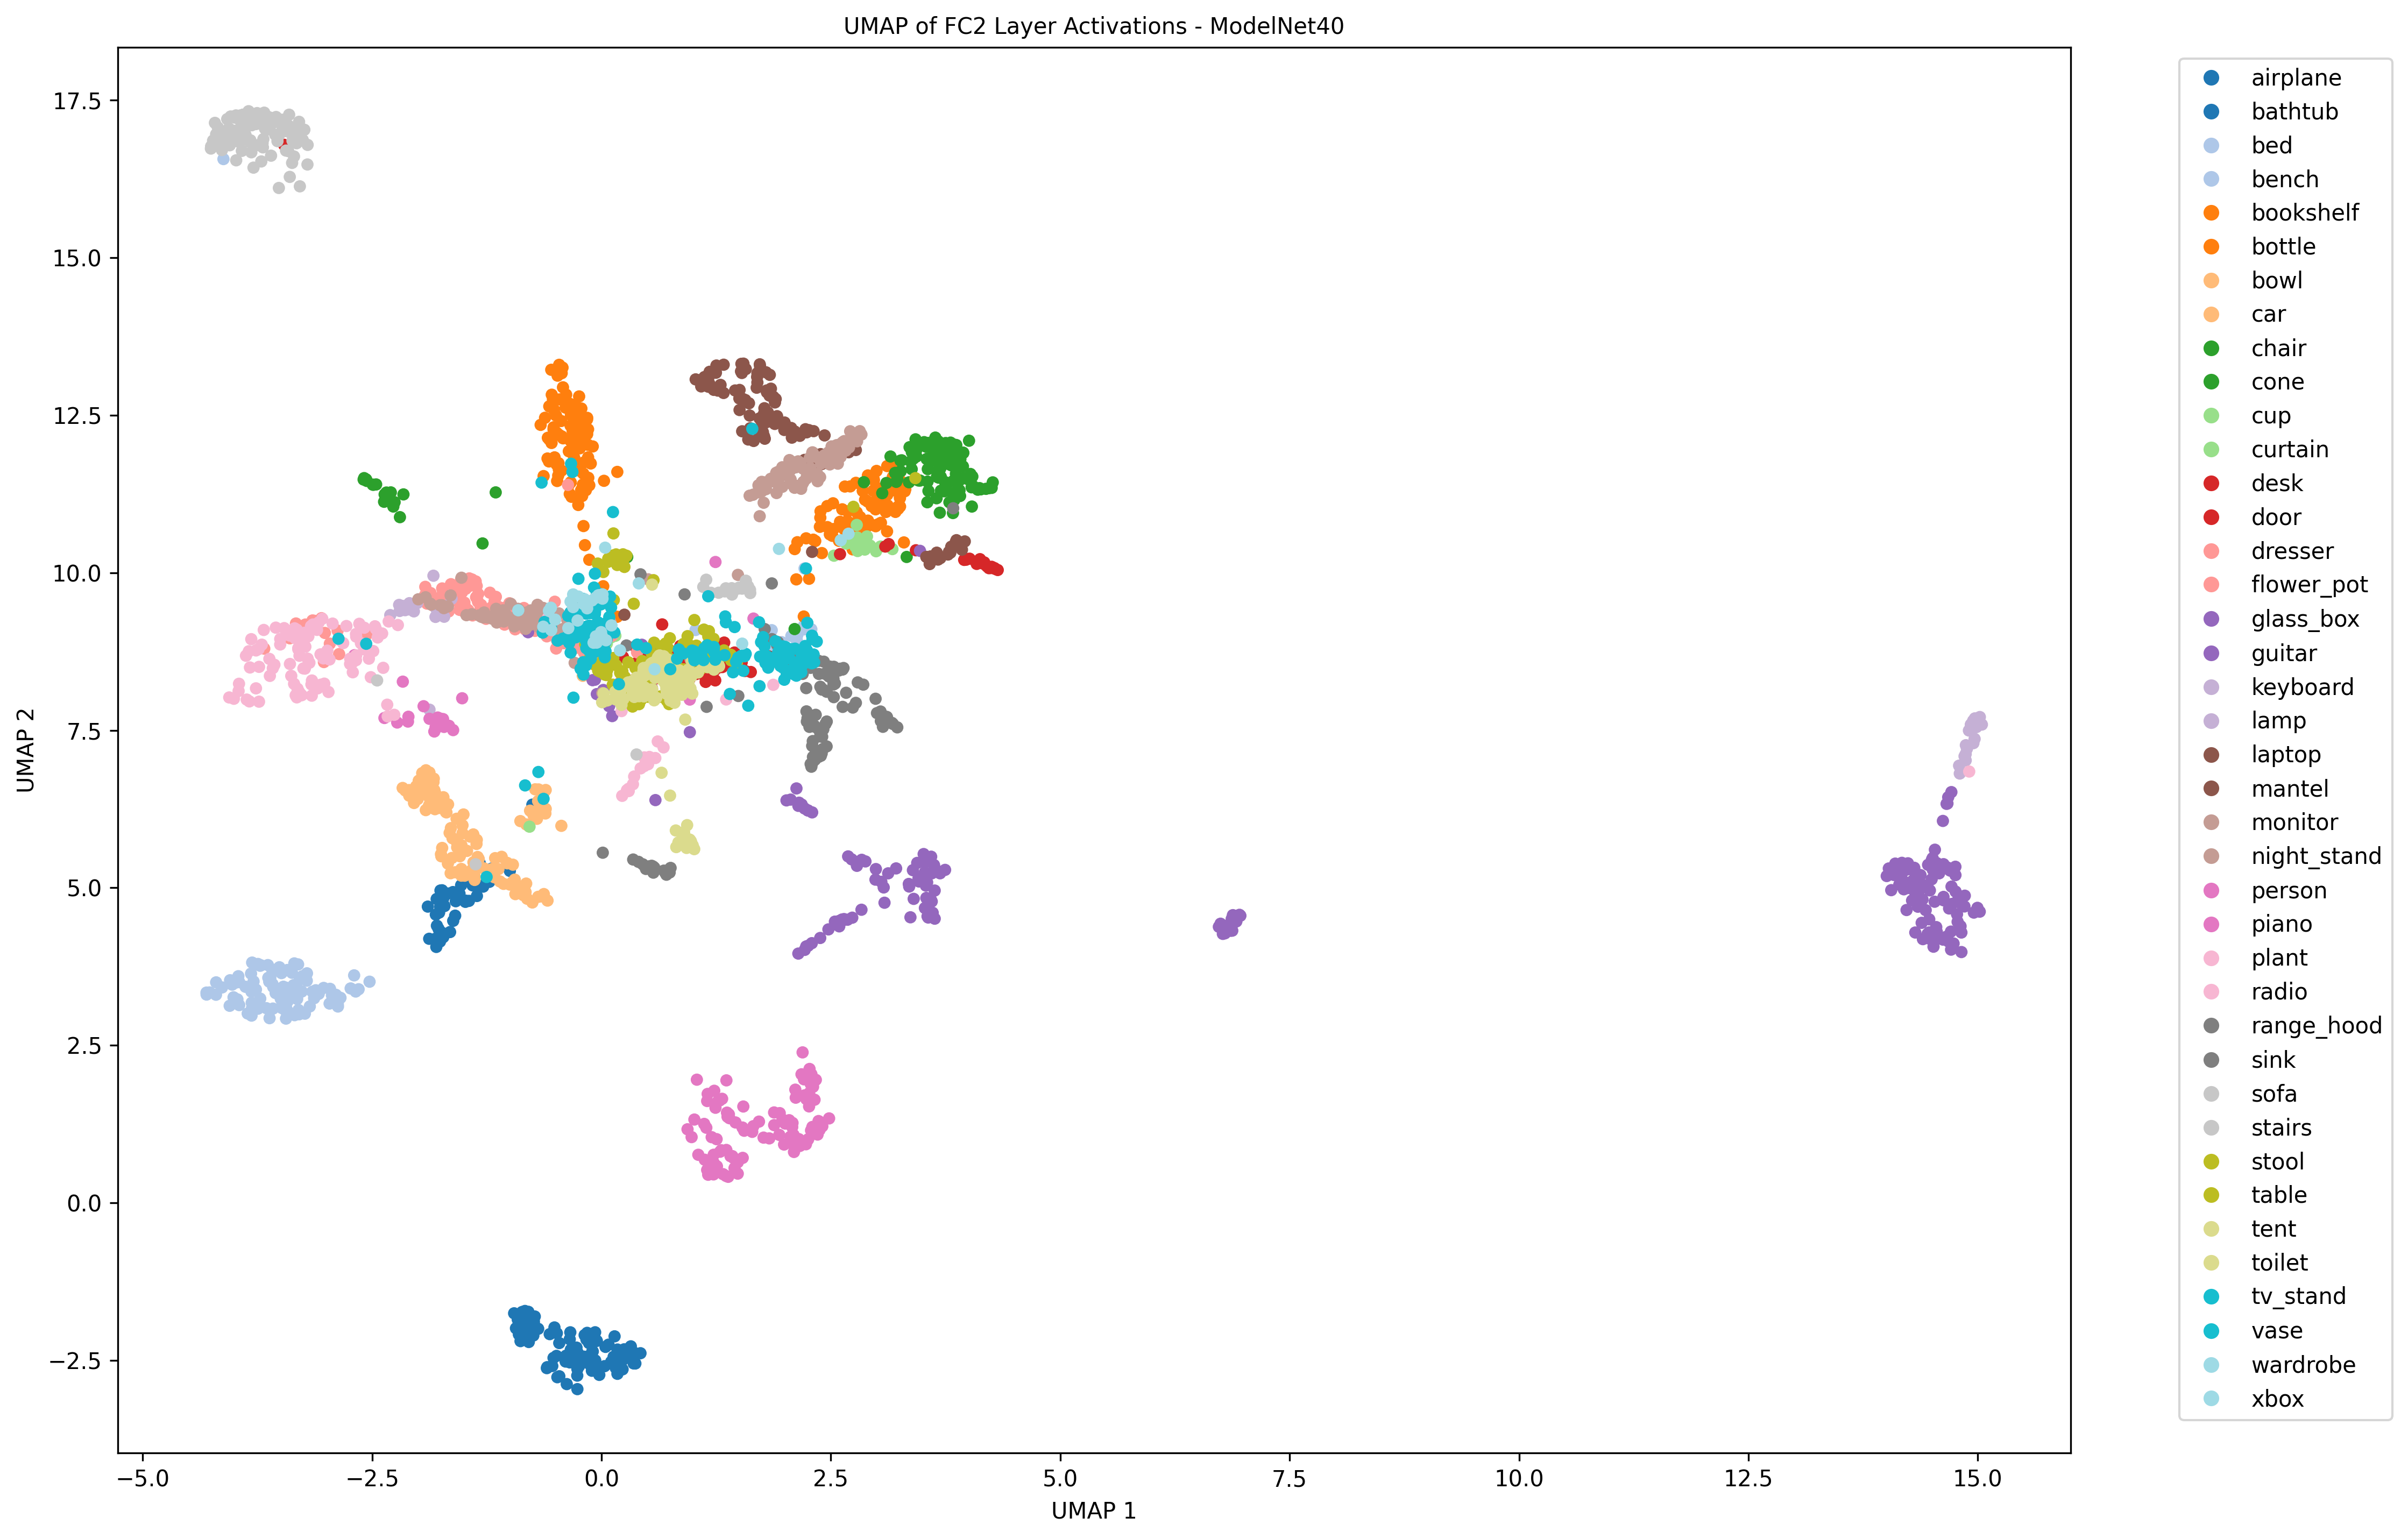 UMAP of FC2 Layer Activations - ModelNet40
17.5
15.0
12.5
10.0
7.5
5.0
2.5
0.0
−2.5
UMAP 2
−5.0
−2.5
0.0
2.5
5.0
7.5
10.0
12.5
15.0
UMAP 1
airplane
bathtub
bed
bench
bookshelf
bottle
bowl
car
chair
cone
cup
curtain
desk
door
dresser
flower_pot
glass_box
guitar
keyboard
lamp
laptop
mantel
monitor
night_stand
person
piano
plant
radio
range_hood
sink
sofa
stairs
stool
table
tent
toilet
tv_stand
vase
wardrobe
xbox